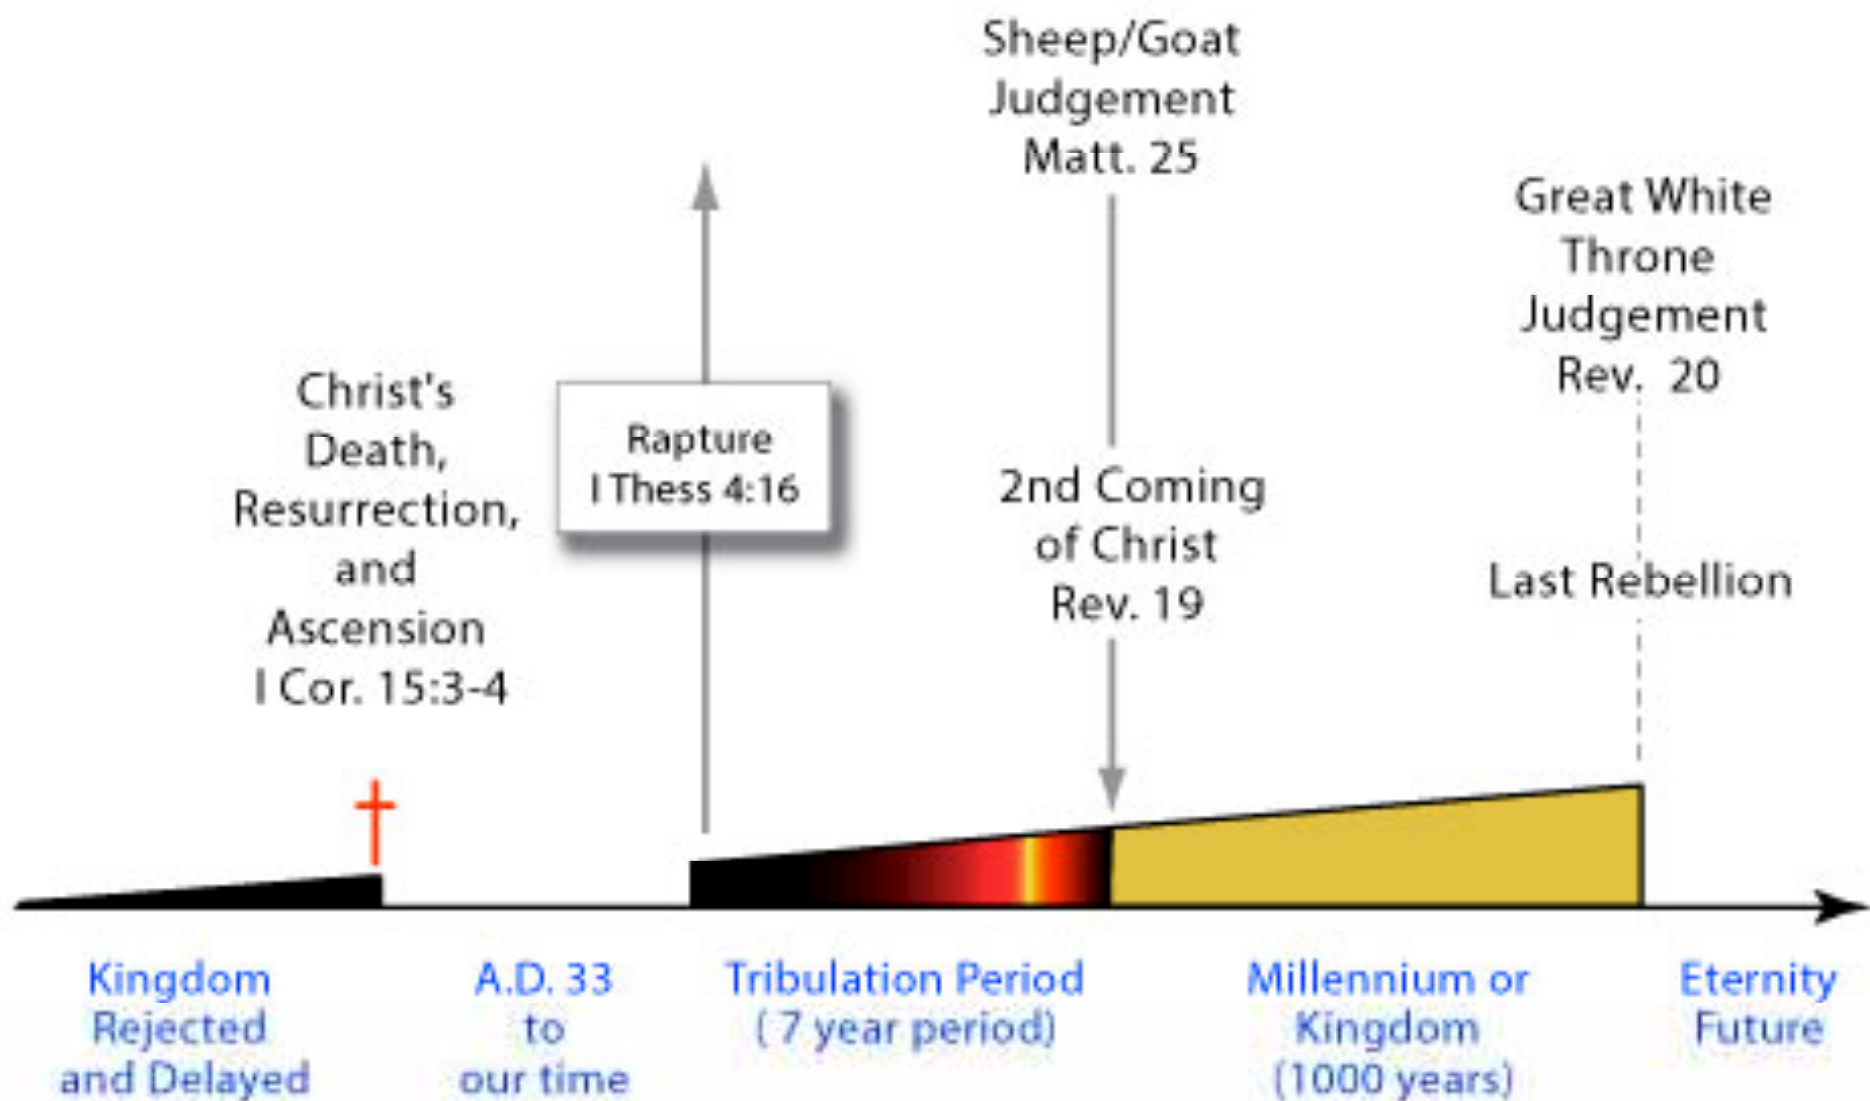 Sheep/Goat
Judgement
Matt. 25
Great White
Throne
Judgement
Rev. 20
Christ's
Death,
Resurrection,
and
Ascension
I Cor. 15:3-4
Rapture
I Thess 4:16
2nd Coming
of Christ
Rev. 19
Last Rebellion
Kingdom
Rejected
and Delayed
A.D. 33
to
our time
Tribulation Period
( 7 year period)
Millennium or
Kingdom
(1000 years)
Eternity
Future